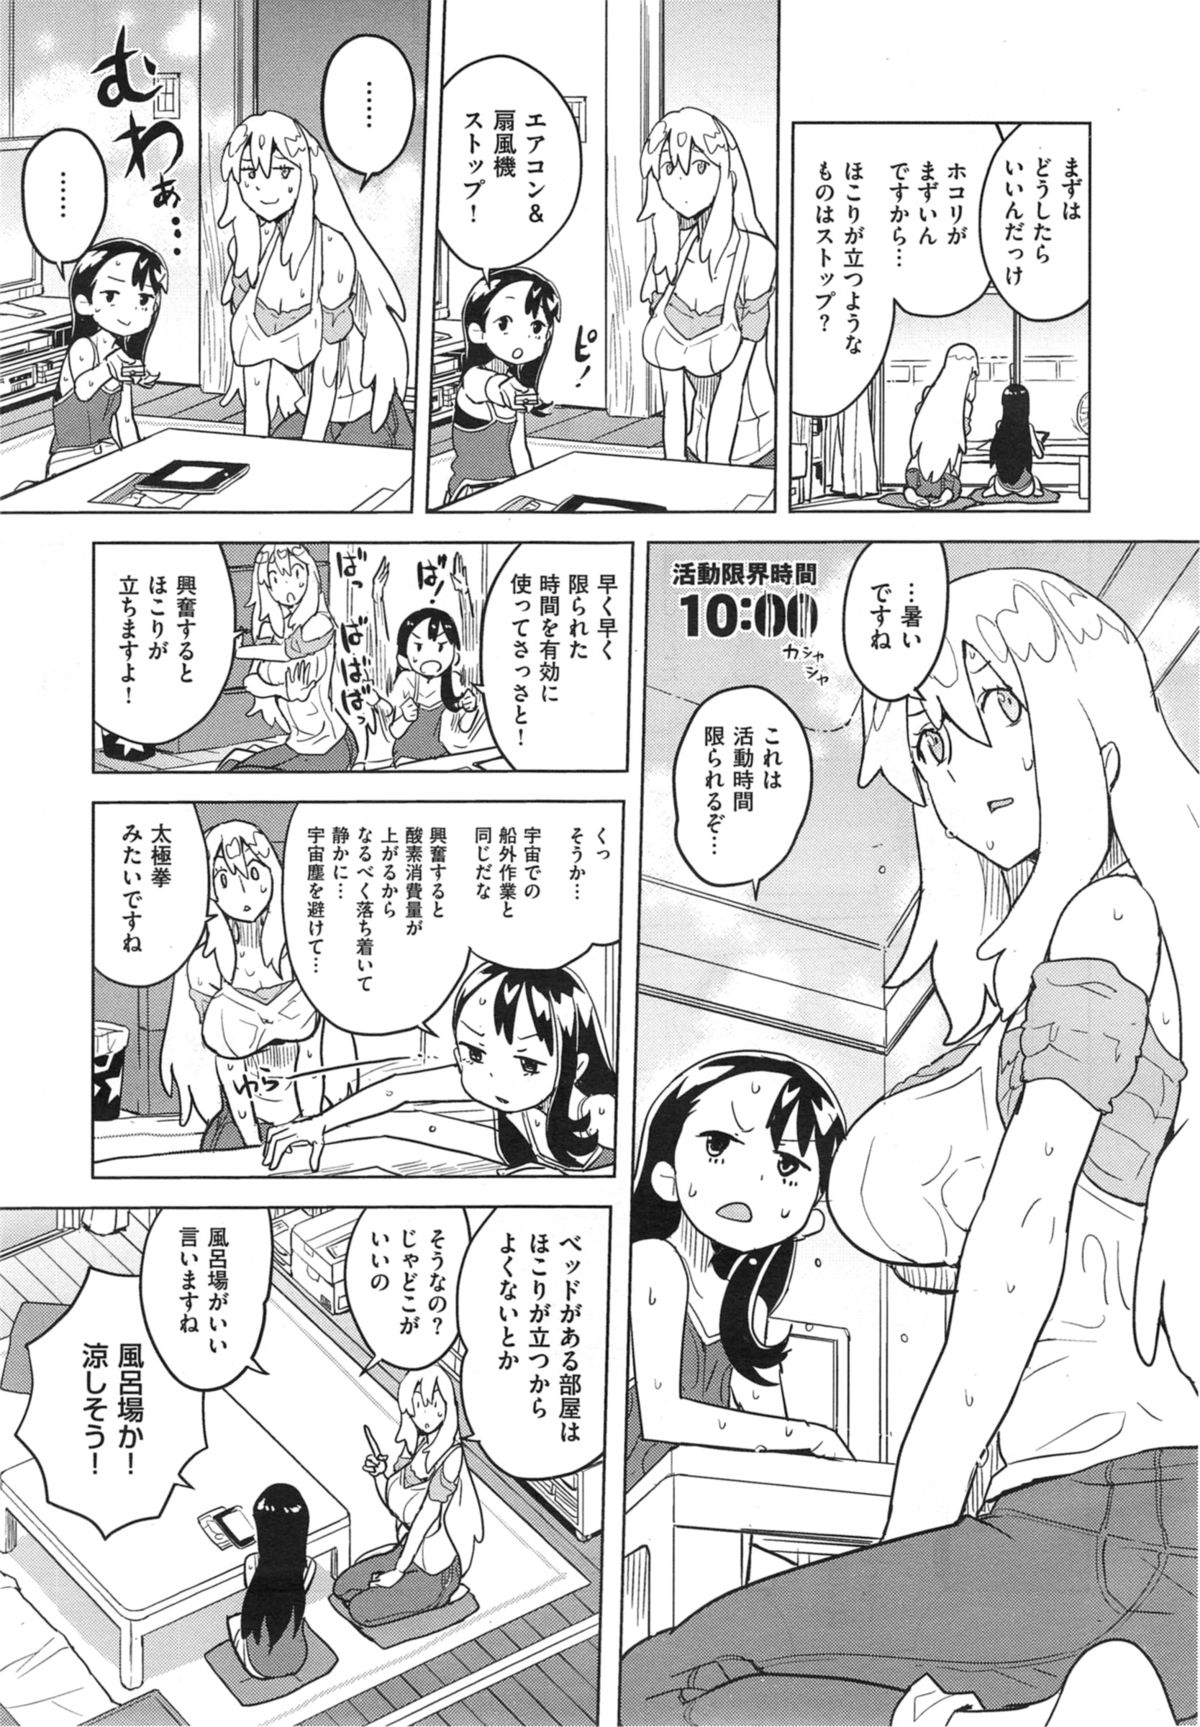 まずは
どうしたら
いいんだっけ
ホコリが
まずいん
ですから…
ほこりが立つような
ものはストップ？
エアコン＆
扇風機
ストップ！
ピ！
……
むわぁ…
……
…暑い
ですね
活動限界時間
10:00
カシャ
シャ
これは
活動時間
限られるぞ…
早く早く
限られた
時間を有効に
使ってさっさと！
ばっ
ばっ
ばばばっ
興奮すると
ほこりが
立ちますよ！
くっ
そうか…
宇宙での
船外作業と
同じだな
興奮すると
酸素消費量が
上がるから
なるべく落ち着いて
静かに…
宇宙塵を避けて…
ゆら
太極拳
みたいですね
ベッドがある部屋は
ほこりが立つから
よくないとか
そうなの？
じゃどこが
いいの
風呂場がいい
言いますね
風呂場か！
涼しそう！